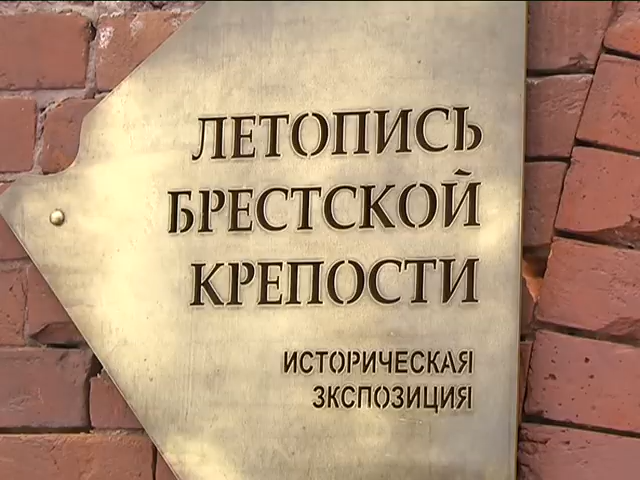 ЛЕТОПИСЬ
БРЕСТСКОЙ
КРЕПОСТИ
ИСТОРИЧЕСКАЯ
ЭКСПОЗИЦИЯ